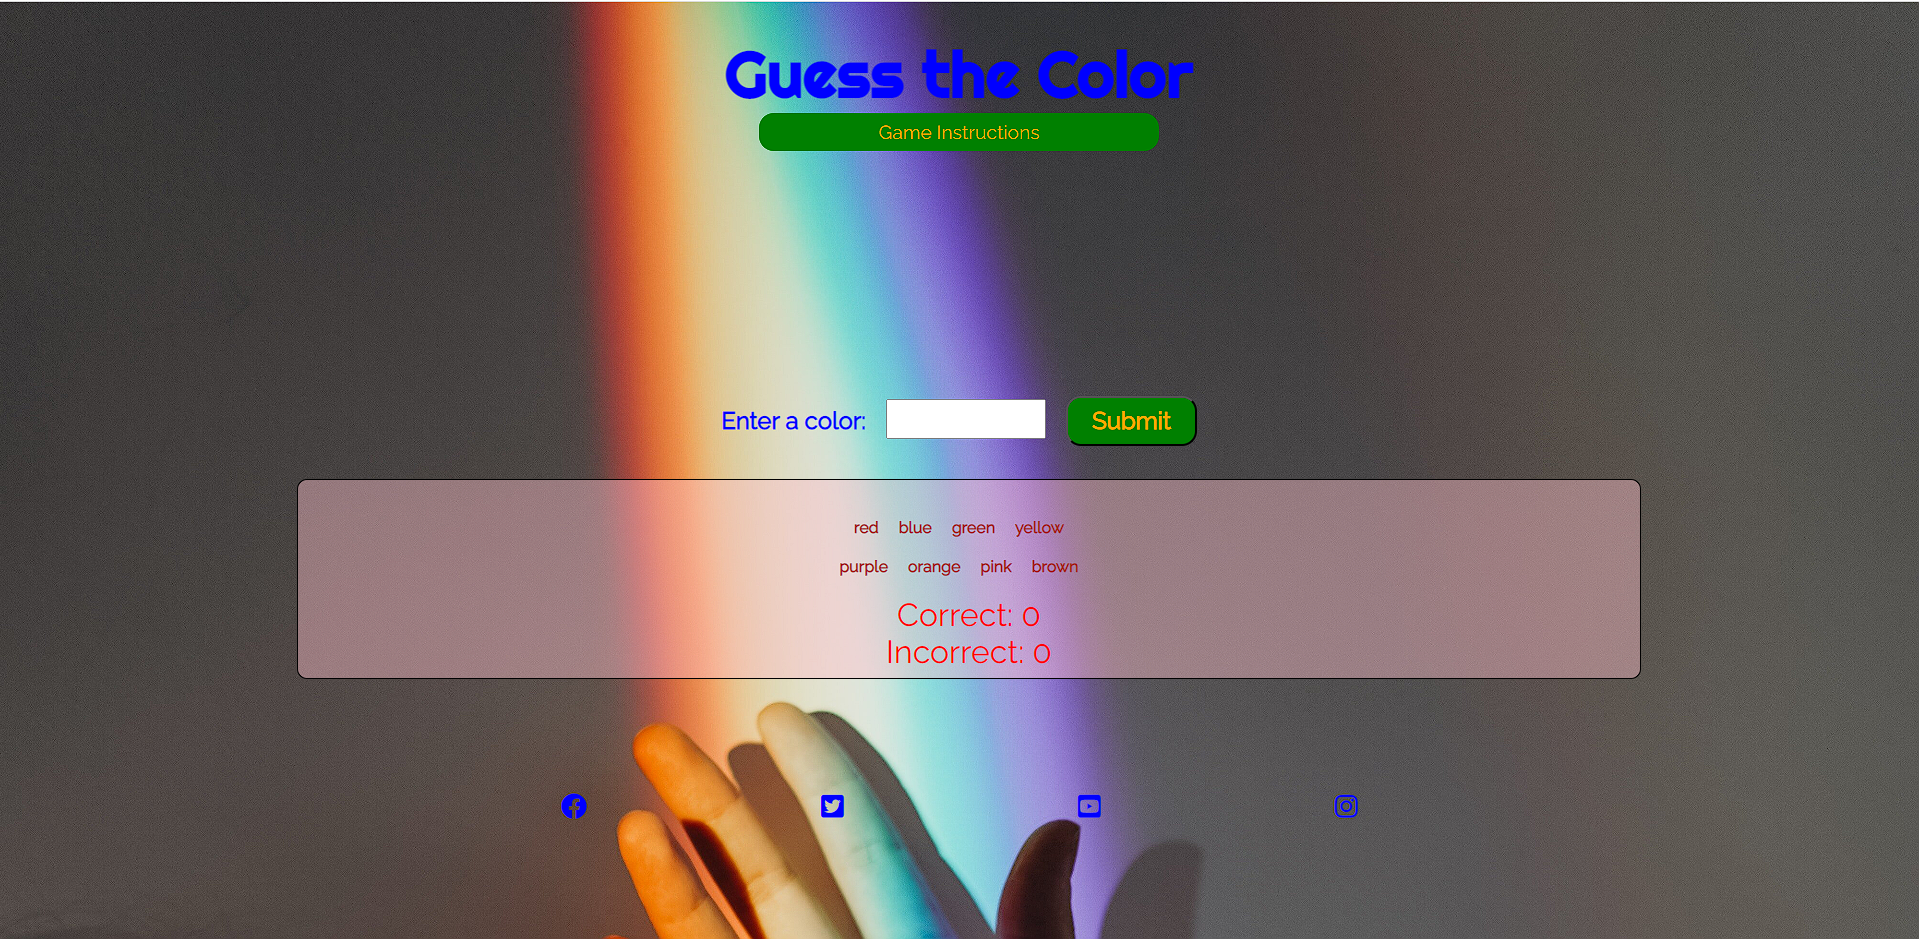 Guess the Color
Game Instructions
Enter a color: Submit
red blue green yellow
purple orange pink brown
Correct: 0
Incorrect: 0